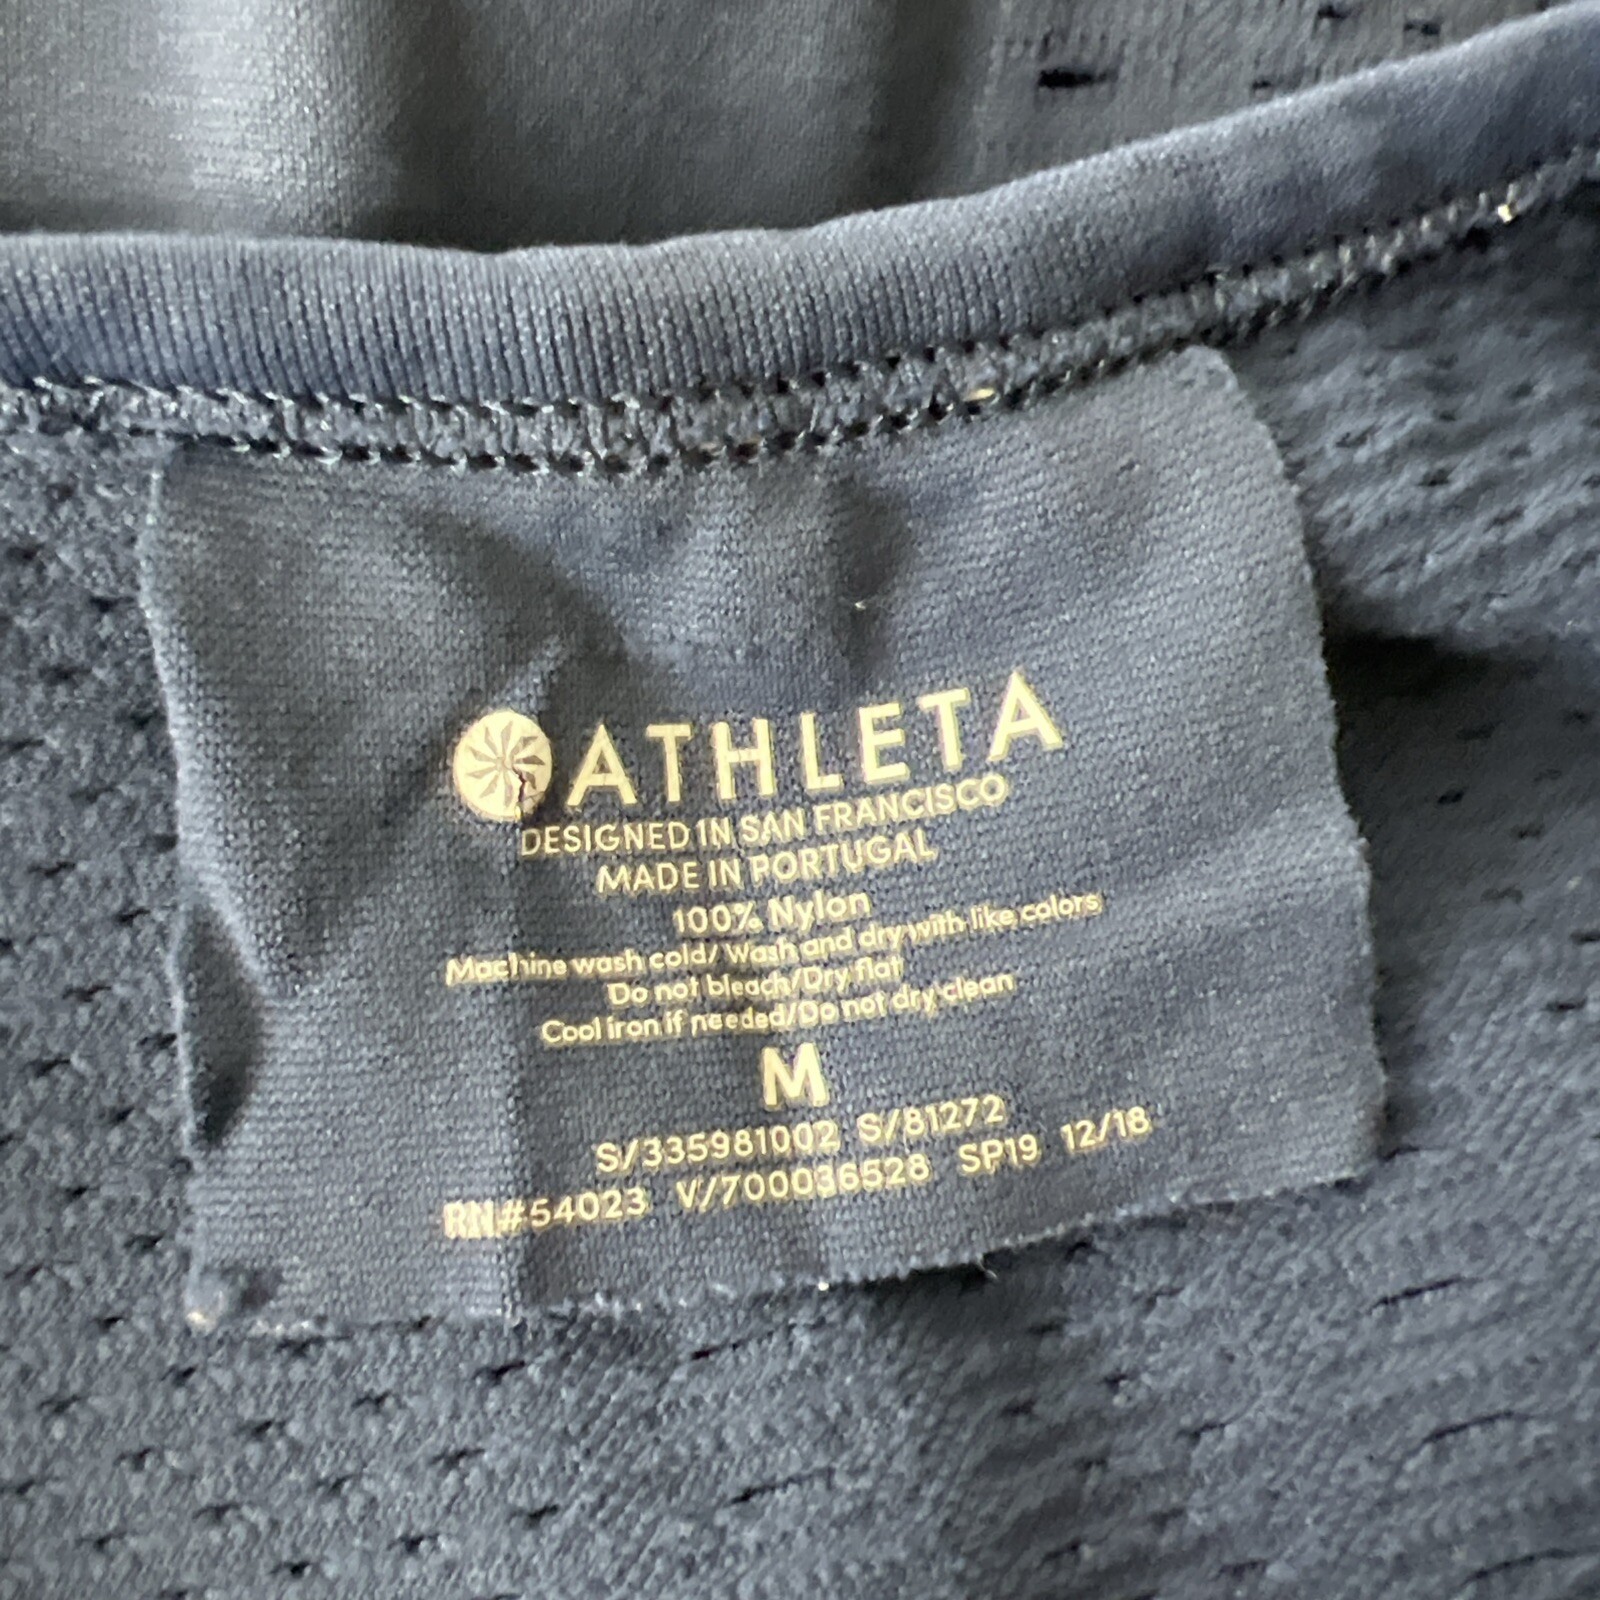 ATHLETA
DESIGNED IN SAN FRANCISCO
MADE IN PORTUGAL
100% Nylon
Machine wash cold/ Wash and dry with like colors
Do not bleach/Dry flat
Cool iron if needed/Do not dry clean
M
S/335981002 S/81272
RN#54023 V/700036528 SP19 12/18